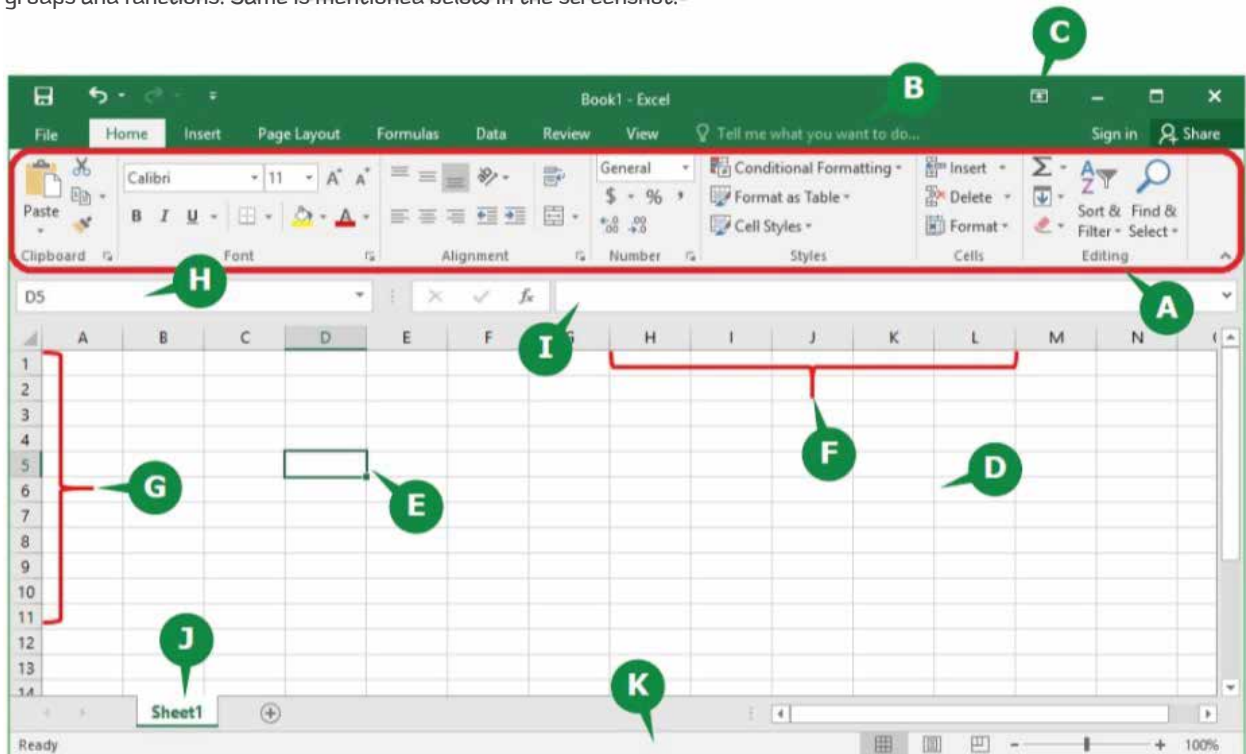 groups and functions. Same is mentioned below in the screenshot:-
C
B
Book1 - Excel
File Home Insert Page Layout Formulas Data Review View Tell me what you want to do... Sign in Share
Calibri 11 A A General Conditional Formatting Insert Σ A Z
Paste B I U A $ % , Format as Table Delete Sort & Find &
.00 .0 Cell Styles Format Filter Select
Clipboard Font Alignment Number Styles Cells Editing
H
A
D5 fx
I
A B C D E F G H I J K L M N
1
2
3
4
F
5
D
6
G
E
7
8
9
10
11
J
12
13
K
14
Sheet1
Ready 100%